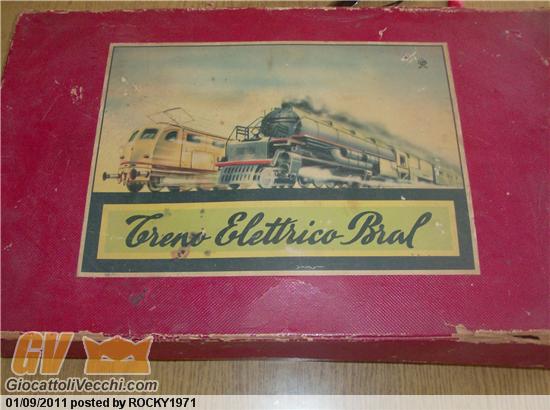 Treno Elettrico Bral
GV
GiocattoliVecchi.com
01/09/2011 posted by ROCKY1971